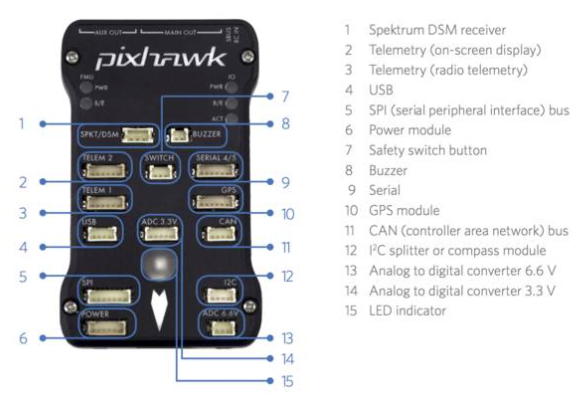 AUX OUT
MAIN OUT
SBUS
RC IN
pixhawk
FMU
IO
PWR
PWR
B/E
B/E
ACT
7
1
SPKT/DSM
BUZZER
8
TELEM 2
SWITCH
SERIAL 4/5
2
9
TELEM 1
GPS
3
10
USB
ADC 3.3V
CAN
4
11
5
SPI
I2C
12
POWER
ADC 6.6V
6
13
14
15
1 Spektrum DSM receiver
2 Telemetry (on-screen display)
3 Telemetry (radio telemetry)
4 USB
5 SPI (serial peripheral interface) bus
6 Power module
7 Safety switch button
8 Buzzer
9 Serial
10 GPS module
11 CAN (controller area network) bus
12 I²C splitter or compass module
13 Analog to digital converter 6.6 V
14 Analog to digital converter 3.3 V
15 LED indicator